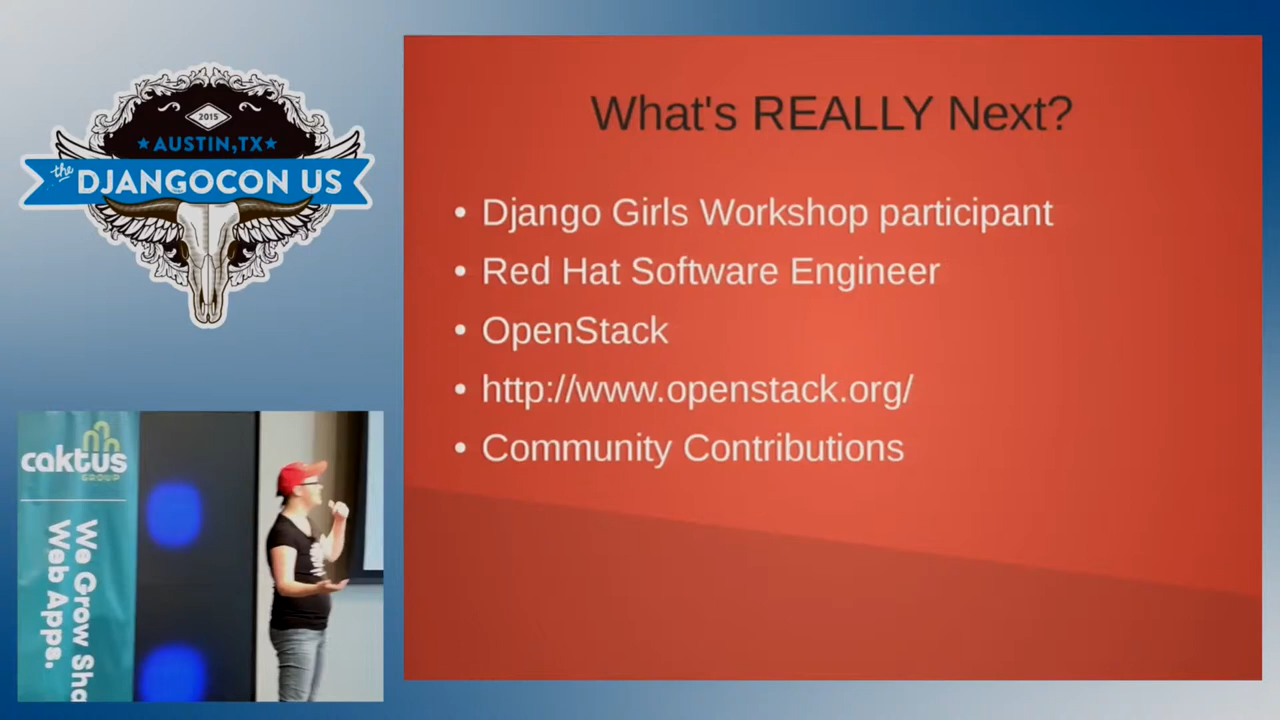 2015
AUSTIN,TX
the
DJANGOCON US
caktus
GROUP
We Grow Sha
Web Apps.
What's REALLY Next?
• Django Girls Workshop participant
• Red Hat Software Engineer
• OpenStack
• http://www.openstack.org/
• Community Contributions